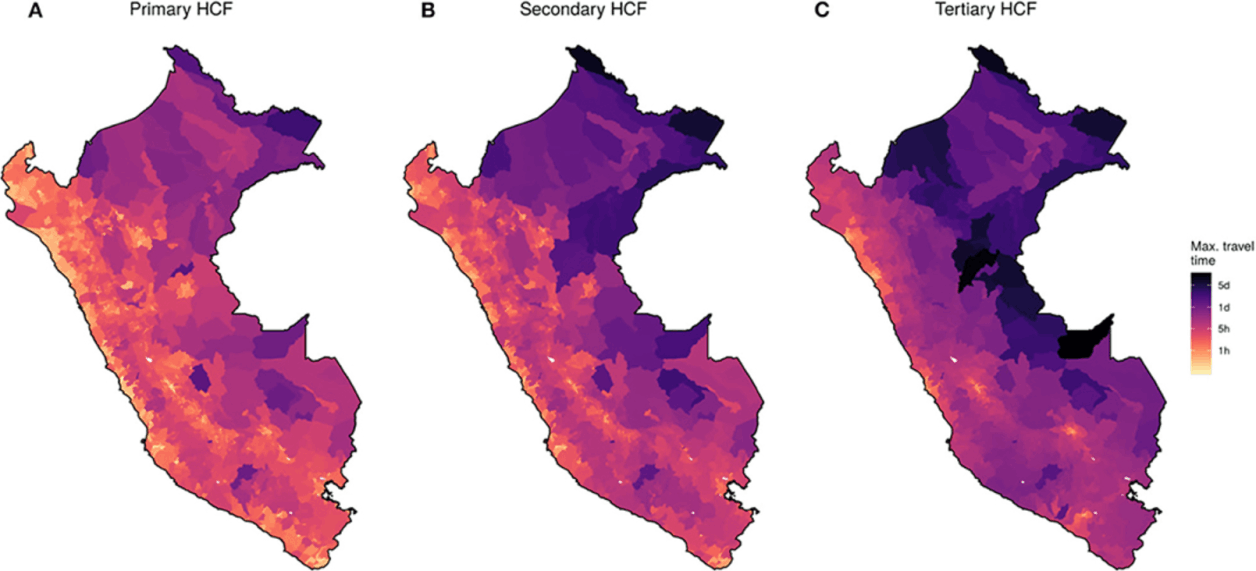 A Primary HCF
B Secondary HCF
C Tertiary HCF
Max. travel
time
5d
1d
5h
1h